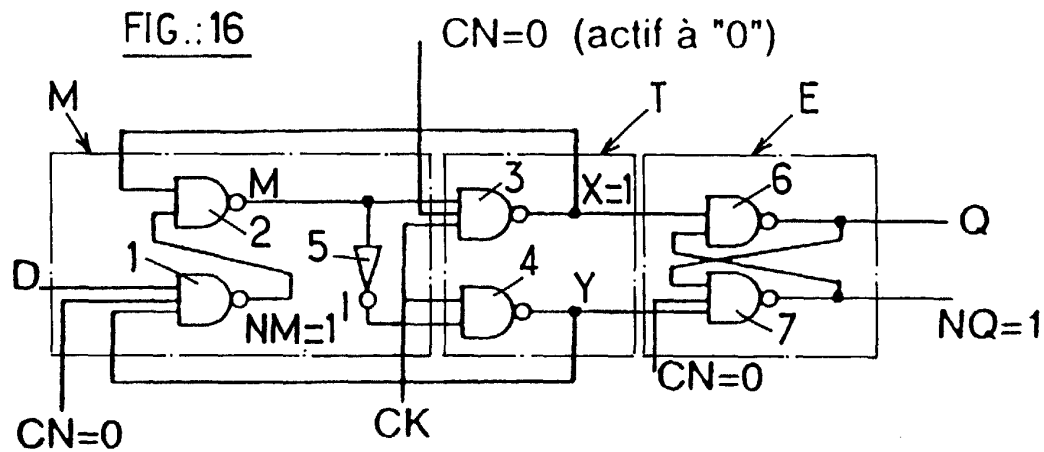 FIG.:16
CN=0 (actif à "0")
M
T
E
M
3
X=1
6
2
5
1
4
D
Y
Q
I
NM=1
7
NQ=1
CN=0
CN=0
CK